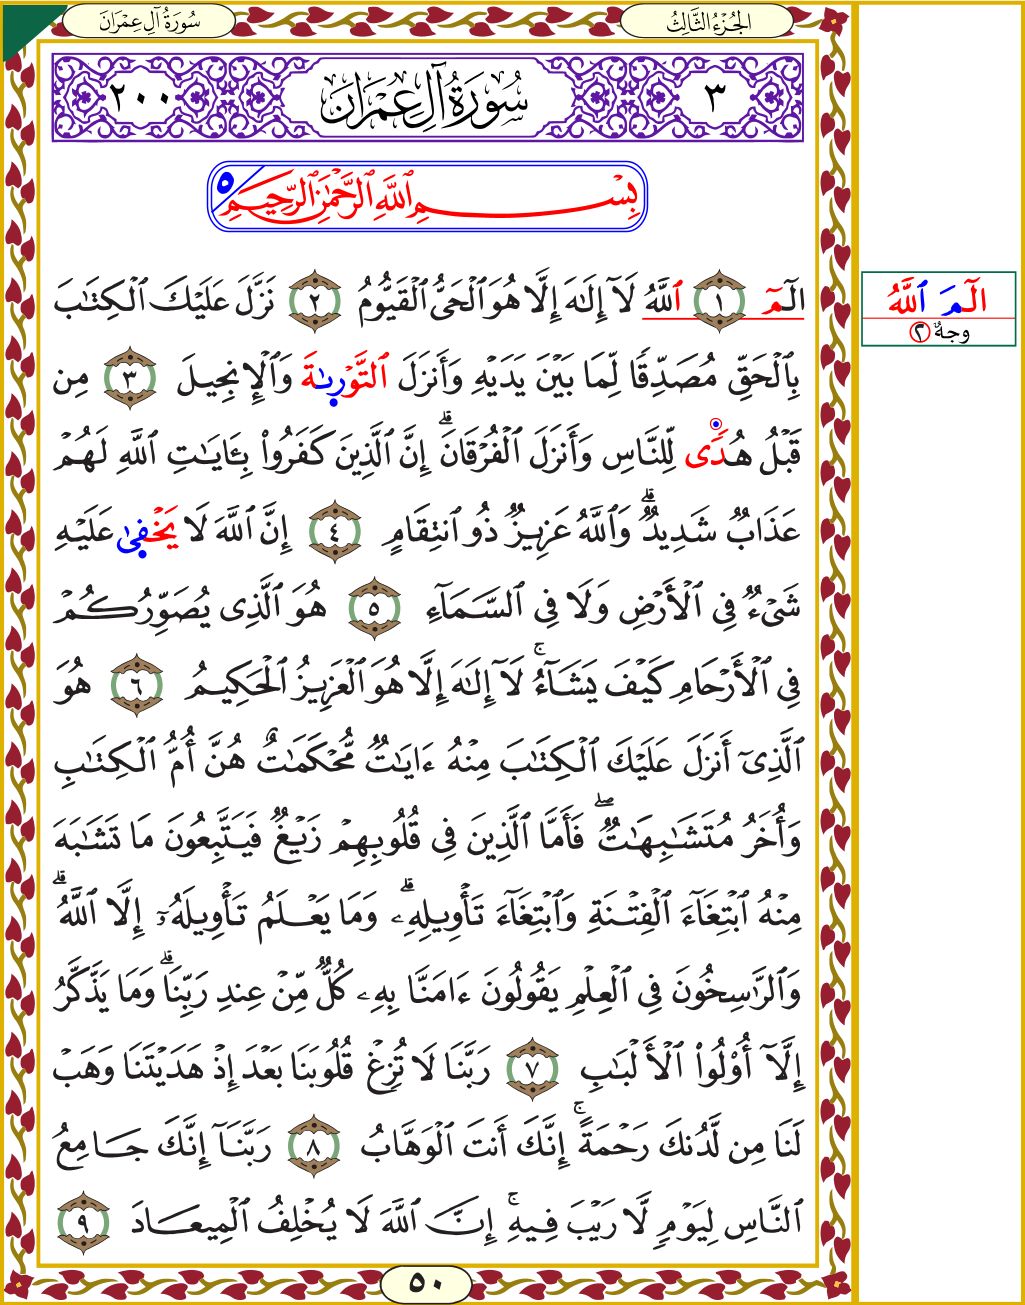 الجُزْءُ الثَّالِثُ
سُورَةُ آلِ عِمْرَانَ
٣
سُورَةُ آلِ عِمْرَانَ
٢٠٠
بِسْمِ ٱللَّهِ ٱلرَّحْمَٰنِ ٱلرَّحِيمِ ٥
الٓمٓ ١ ٱللَّهُ لَآ إِلَٰهَ إِلَّا هُوَ ٱلْحَىُّ ٱلْقَيُّومُ ٢ نَزَّلَ عَلَيْكَ ٱلْكِتَٰبَ
بِٱلْحَقِّ مُصَدِّقًا لِّمَا بَيْنَ يَدَيْهِ وَأَنزَلَ ٱلتَّوْرَىٰةَ وَٱلْإِنجِيلَ ٣ مِن
قَبْلُ هُدًى لِّلنَّاسِ وَأَنزَلَ ٱلْفُرْقَانَ ۗ إِنَّ ٱلَّذِينَ كَفَرُوا۟ بِـَٔايَٰتِ ٱللَّهِ لَهُمْ
عَذَابٌ شَدِيدٌ ۗ وَٱللَّهُ عَزِيزٌ ذُو ٱنتِقَامٍ ٤ إِنَّ ٱللَّهَ لَا يَخْفَىٰ عَلَيْهِ
شَىْءٌ فِى ٱلْأَرْضِ وَلَا فِى ٱلسَّمَآءِ ٥ هُوَ ٱلَّذِى يُصَوِّرُكُمْ
فِى ٱلْأَرْحَامِ كَيْفَ يَشَآءُ ۚ لَآ إِلَٰهَ إِلَّا هُوَ ٱلْعَزِيزُ ٱلْحَكِيمُ ٦ هُوَ
ٱلَّذِىٓ أَنزَلَ عَلَيْكَ ٱلْكِتَٰبَ مِنْهُ ءَايَٰتٌ مُّحْكَمَٰتٌ هُنَّ أُمُّ ٱلْكِتَٰبِ
وَأُخَرُ مُتَشَٰبِهَٰتٌ ۖ فَأَمَّا ٱلَّذِينَ فِى قُلُوبِهِمْ زَيْغٌ فَيَتَّبِعُونَ مَا تَشَٰبَهَ
مِنْهُ ٱبْتِغَآءَ ٱلْفِتْنَةِ وَٱبْتِغَآءَ تَأْوِيلِهِۦ ۗ وَمَا يَعْلَمُ تَأْوِيلَهُۥٓ إِلَّا ٱللَّهُ ۗ
وَٱلرَّٰسِخُونَ فِى ٱلْعِلْمِ يَقُولُونَ ءَامَنَّا بِهِۦ كُلٌّ مِّنْ عِندِ رَبِّنَا ۗ وَمَا يَذَّكَّرُ
إِلَّآ أُو۟لُوا۟ ٱلْأَلْبَٰبِ ٧ رَبَّنَا لَا تُزِغْ قُلُوبَنَا بَعْدَ إِذْ هَدَيْتَنَا وَهَبْ
لَنَا مِن لَّدُنكَ رَحْمَةً ۚ إِنَّكَ أَنتَ ٱلْوَهَّابُ ٨ رَبَّنَآ إِنَّكَ جَامِعُ
ٱلنَّاسِ لِيَوْمٍ لَّا رَيْبَ فِيهِ ۚ إِنَّ ٱللَّهَ لَا يُخْلِفُ ٱلْمِيعَادَ ٩
الٓمَ ٱللَّهُ
وجهٌ ٢
٥٠